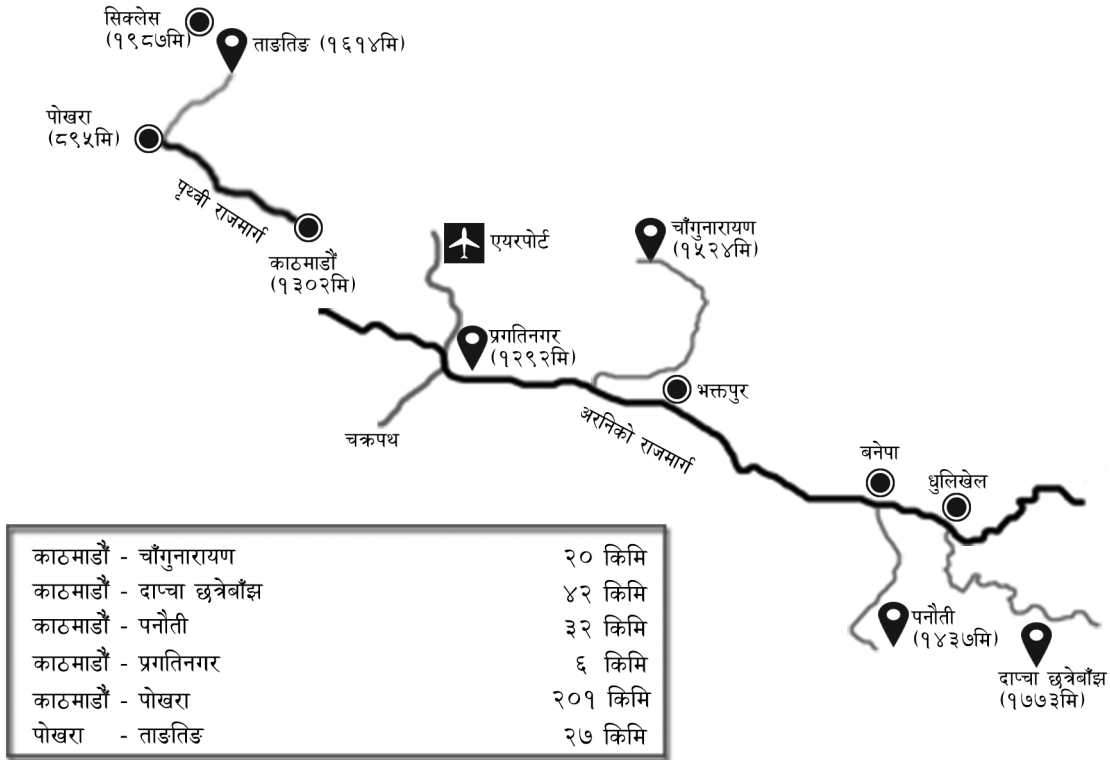 सिक्लेस
(१९८७मि)
ताङतिङ (१६१४मि)
पोखरा
(८९५मि)
पृथ्वी राजमार्ग
काठमाडौं
(१३०२मि)
एयरपोर्ट
चाँगुनारायण
(१५२४मि)
प्रगतिनगर
(१२९२मि)
चक्रपथ
भक्तपुर
अरनिको राजमार्ग
बनेपा
धुलिखेल
पनौती
(१४३७मि)
दाप्चा छत्रेबाँझ
(१७७३मि)
काठमाडौं - चाँगुनारायण २० किमि
काठमाडौं - दाप्चा छत्रेबाँझ ४२ किमि
काठमाडौं - पनौती ३२ किमि
काठमाडौं - प्रगतिनगर ६ किमि
काठमाडौं - पोखरा २०१ किमि
पोखरा - ताङतिङ २७ किमि